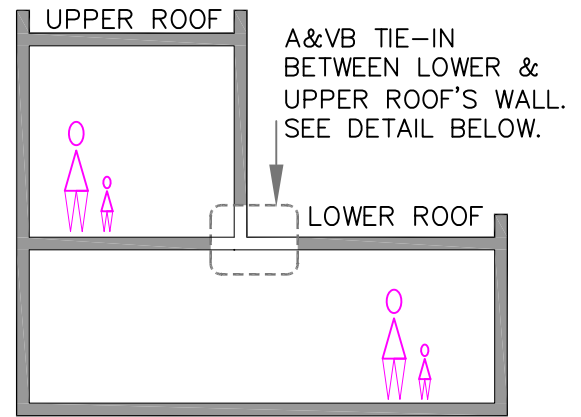 UPPER ROOF
A&VB TIE-IN
BETWEEN LOWER &
UPPER ROOF'S WALL.
SEE DETAIL BELOW.
LOWER ROOF